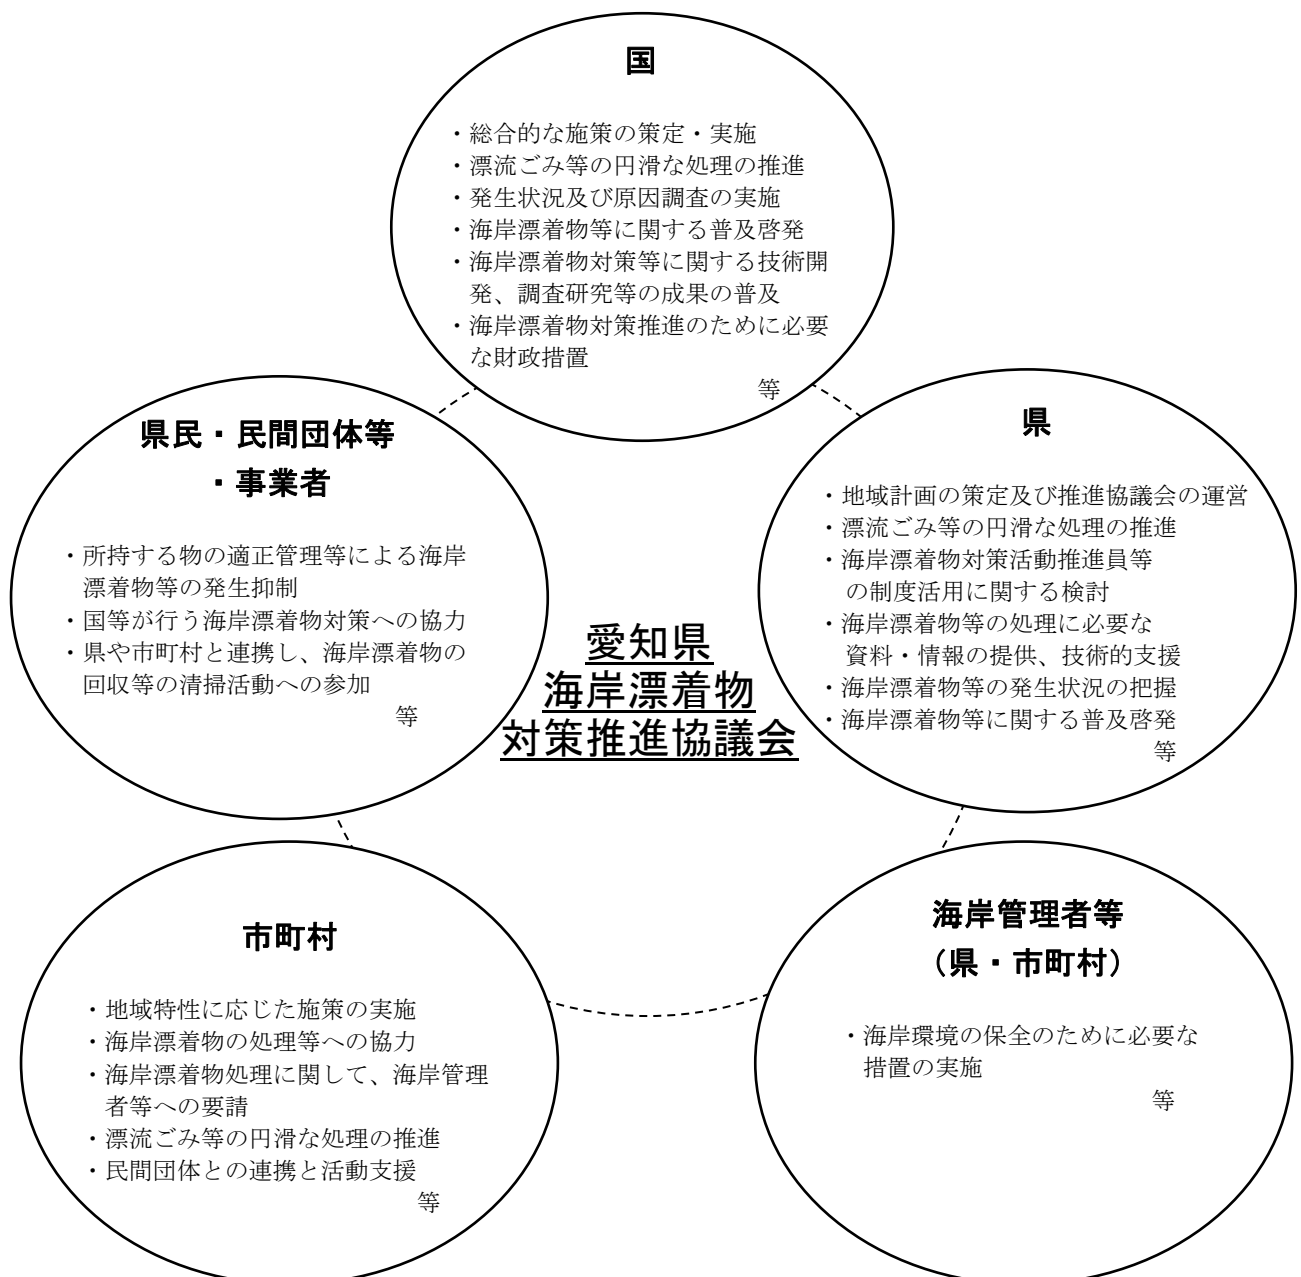 国
・総合的な施策の策定・実施
・漂流ごみ等の円滑な処理の推進
・発生状況及び原因調査の実施
・海岸漂着物等に関する普及啓発
・海岸漂着物対策等に関する技術開
発、調査研究等の成果の普及
・海岸漂着物対策推進のために必要
な財政措置
等
県民・民間団体等
・事業者
・所持する物の適正管理等による海岸
漂着物等の発生抑制
・国等が行う海岸漂着物対策への協力
・県や市町村と連携し、海岸漂着物の
回収等の清掃活動への参加
等
県
・地域計画の策定及び推進協議会の運営
・漂流ごみ等の円滑な処理の推進
・海岸漂着物対策活動推進員等
の制度活用に関する検討
・海岸漂着物等の処理に必要な
資料・情報の提供、技術的支援
・海岸漂着物等の発生状況の把握
・海岸漂着物等に関する普及啓発
等
愛知県
海岸漂着物
対策推進協議会
市町村
・地域特性に応じた施策の実施
・海岸漂着物の処理等への協力
・海岸漂着物処理に関して、海岸管理
者等への要請
・漂流ごみ等の円滑な処理の推進
・民間団体との連携と活動支援
等
海岸管理者等
（県・市町村）
・海岸環境の保全のために必要な
措置の実施
等